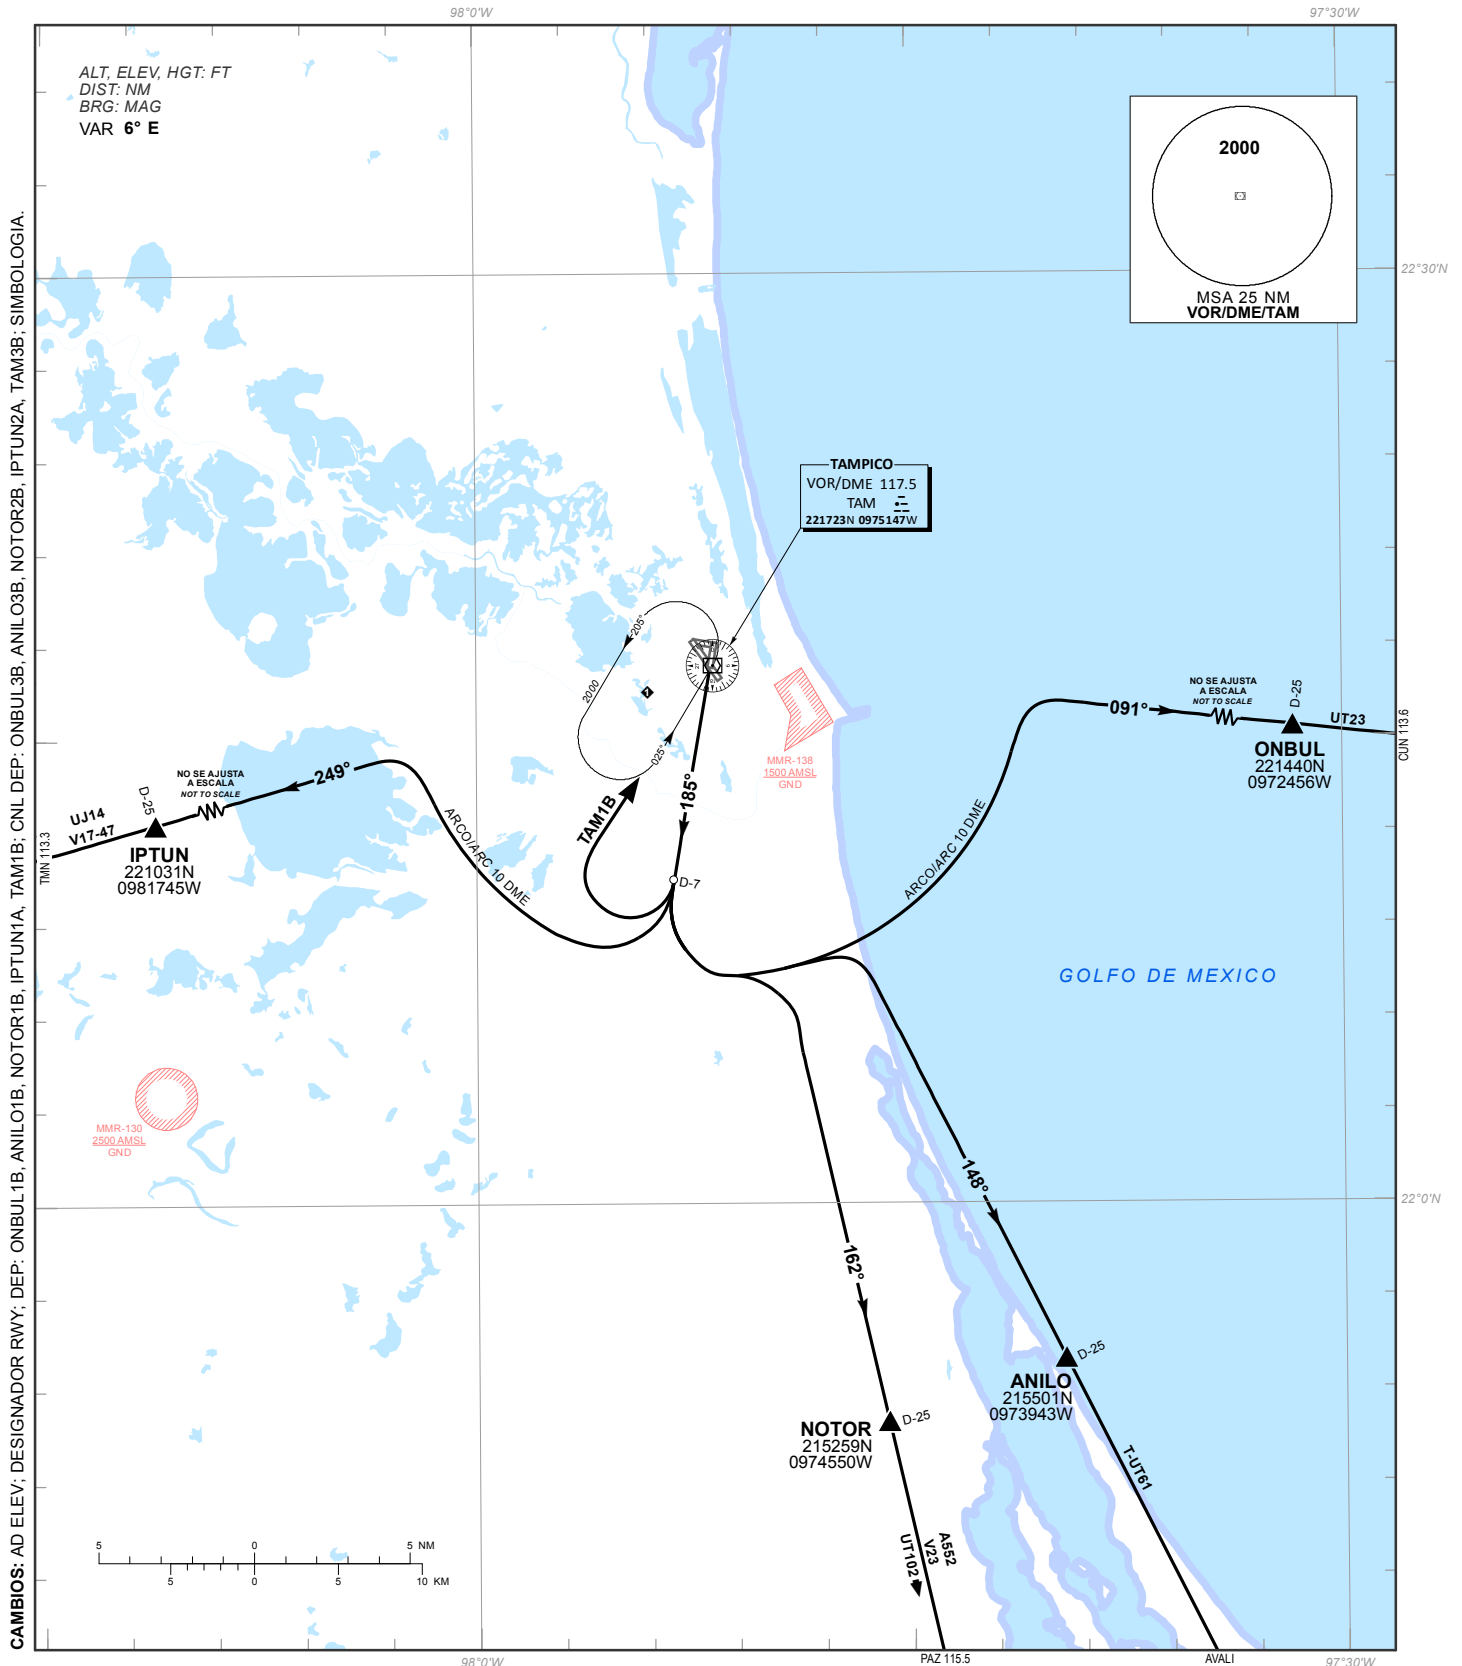 98°0'W
97°30'W
ALT, ELEV, HGT: FT
DIST: NM
BRG: MAG
VAR 6° E
2000
MSA 25 NM
VOR/DME/TAM
22°30'N
CAMBIOS: AD ELEV; DESIGNADOR RWY; DEP: ONBUL1B, ANILO1B, NOTOR1B, IPTUN1A, TAM1B; CNL DEP: ONBUL3B, ANILO3B, NOTOR2B, IPTUN2A, TAM3B; SIMBOLOGIA.
TAMPICO
VOR/DME 117.5
TAM
221723N 0975147W
205°
2000
025°
1
MMR-138
1500 AMSL
GND
185°
TAM1B
D-7
NO SE AJUSTA
A ESCALA
NOT TO SCALE
091°
D-25
UT23
CUN 113.6
ONBUL
221440N
0972456W
NO SE AJUSTA
A ESCALA
NOT TO SCALE
249°
D-25
UJ14
V17-47
TMN 113.3
IPTUN
221031N
0981745W
ARCO/ARC 10 DME
ARCO/ARC 10 DME
GOLFO DE MEXICO
MMR-130
2500 AMSL
GND
148°
22°0'N
162°
D-25
ANILO
215501N
0973943W
D-25
NOTOR
215259N
0974550W
T-UT61
A552
V23
UT102
5 0 5 NM
5 0 5 10 KM
PAZ 115.5
AVALI
98°0'W
97°30'W